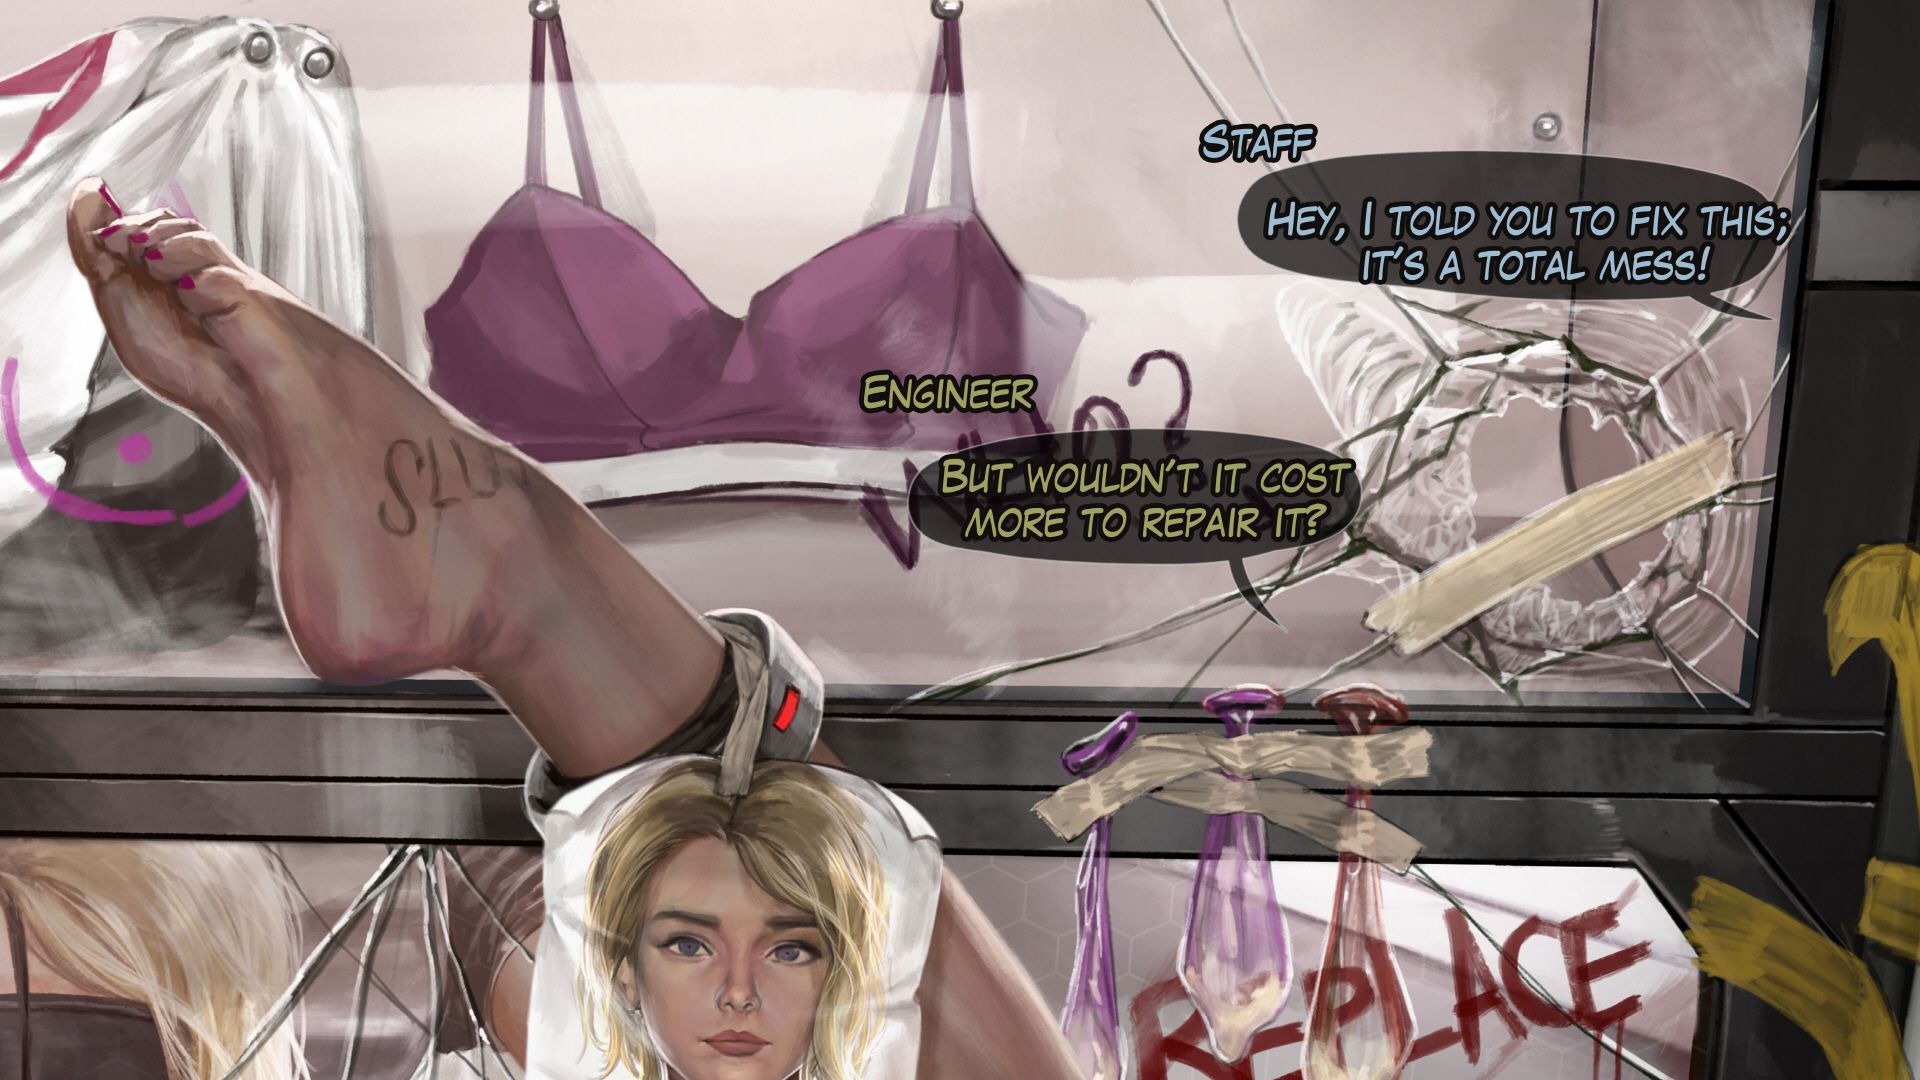 STAFF
HEY, I TOLD YOU TO FIX THIS;
IT'S A TOTAL MESS!
ENGINEER
BUT WOULDN'T IT COST
MORE TO REPAIR IT?
SLUT
REPLACE